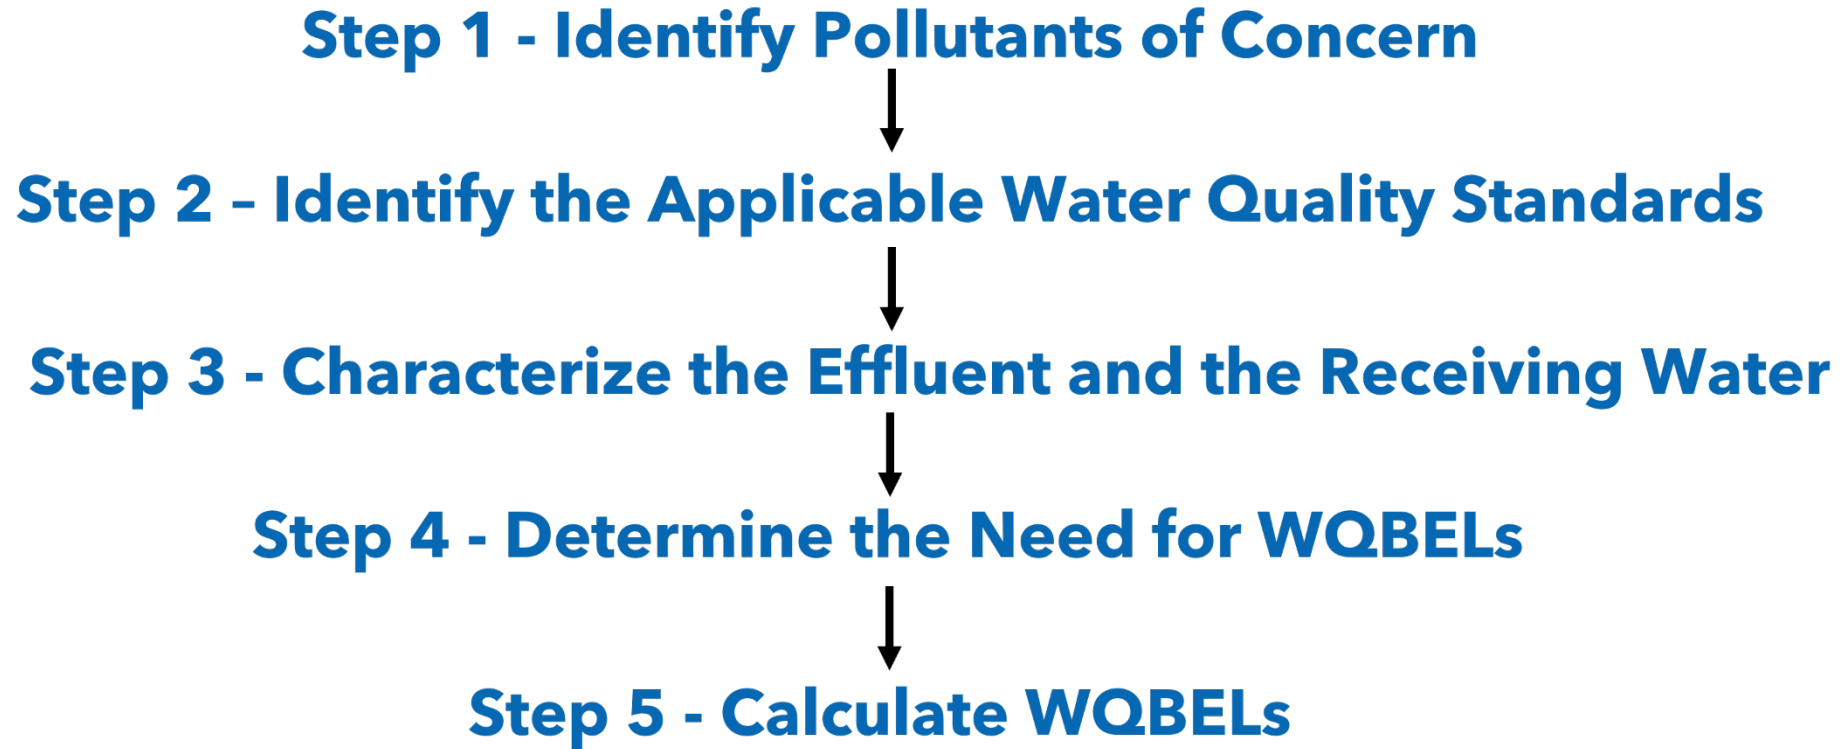 Step 1 - Identify Pollutants of Concern
Step 2 – Identify the Applicable Water Quality Standards
Step 3 - Characterize the Effluent and the Receiving Water
Step 4 - Determine the Need for WQBELs
Step 5 - Calculate WQBELs